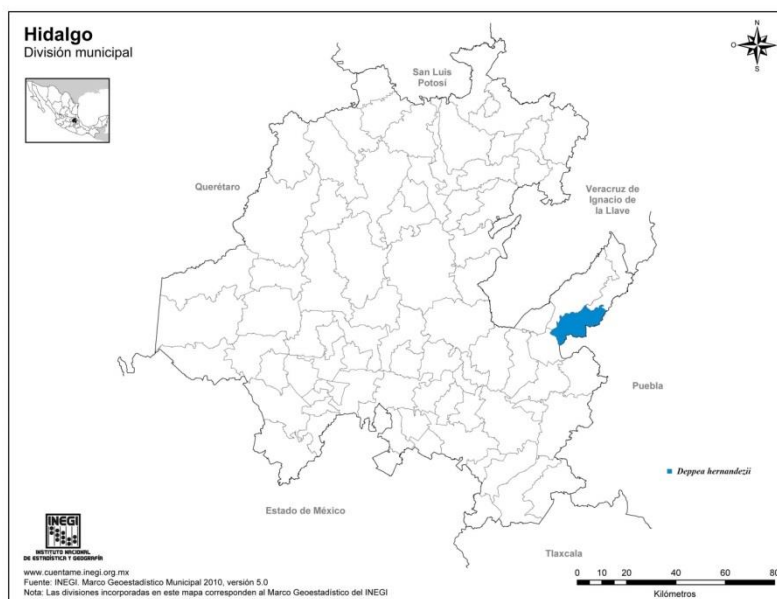 Hidalgo
División municipal
N
O
E
S
San Luis
Potosí
Querétaro
Veracruz de
Ignacio de
la Llave
Puebla
Deppea hernandezii
Estado de México
Tlaxcala
INEGI
INSTITUTO NACIONAL
DE ESTADÍSTICA Y GEOGRAFÍA
www.cuentame.inegi.org.mx
Fuente: INEGI. Marco Geoestadístico Municipal 2010, versión 5.0
Nota: Las divisiones incorporadas en este mapa corresponden al Marco Geoestadístico del INEGI
0 10 20 40 60 80
Kilómetros